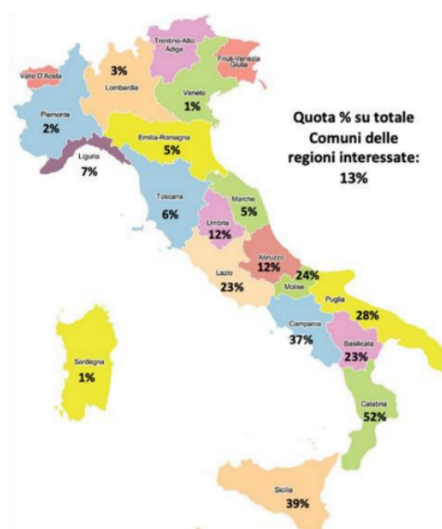 Trentino-Alto
Adige
Friuli-Venezia
Giulia
Valle D'Aosta
3%
Lombardia
Veneto
1%
Piemonte
2%
Emilia-Romagna
5%
Liguria
7%
Quota % su totale
Comuni delle
regioni interessate:
13%
Toscana
6%
Marche
5%
Umbria
12%
Abruzzo
12%
Lazio
23%
24%
Molise
Puglia
28%
Campania
37%
Basilicata
23%
Sardegna
1%
Calabria
52%
Sicilia
39%